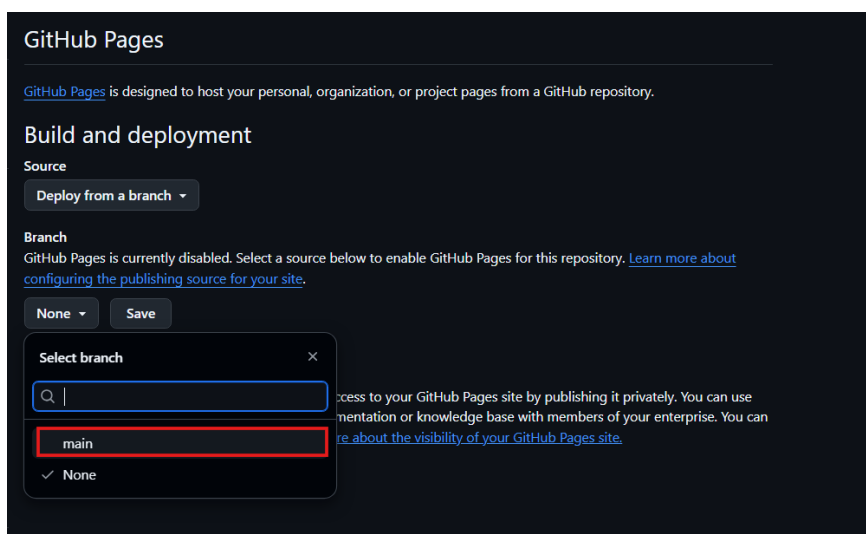 GitHub Pages
GitHub Pages is designed to host your personal, organization, or project pages from a GitHub repository.
Build and deployment
Source
Deploy from a branch
Branch
GitHub Pages is currently disabled. Select a source below to enable GitHub Pages for this repository. Learn more about
configuring the publishing source for your site.
None
Save
Select branch
to your GitHub Pages site by publishing it privately. You can use
or knowledge base with members of your enterprise. You can
main
about the visibility of your GitHub Pages site.
None